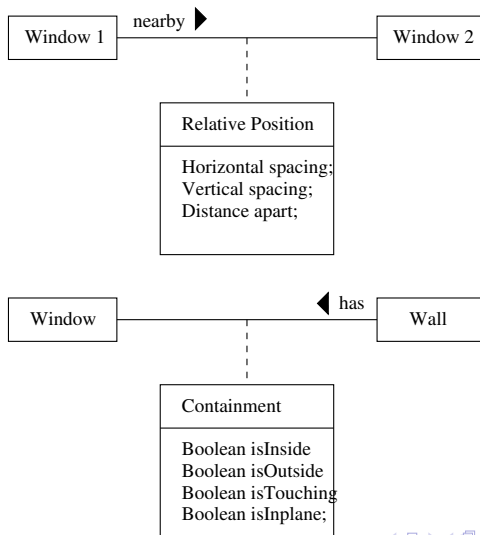 nearby
Window 1
Window 2
Relative Position
Horizontal spacing;
Vertical spacing;
Distance apart;
has
Window
Wall
Containment
Boolean isInside
Boolean isOutside
Boolean isTouching
Boolean isInplane;